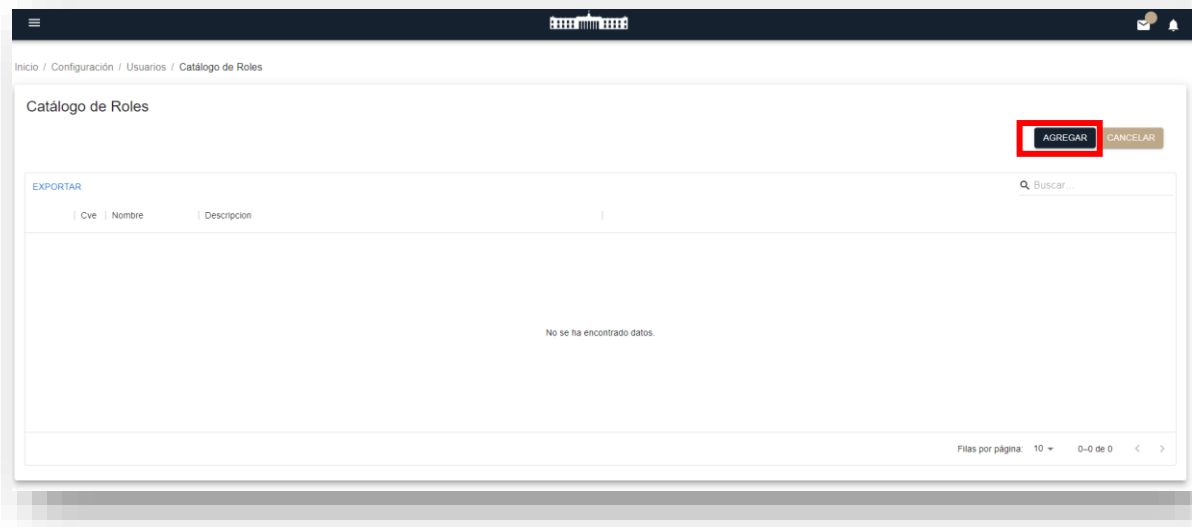 Inicio / Configuración / Usuarios / Catálogo de Roles
Catálogo de Roles
AGREGAR CANCELAR
EXPORTAR Buscar...
Cve Nombre Descripcion
No se ha encontrado datos.
Filas por página: 10 0–0 de 0